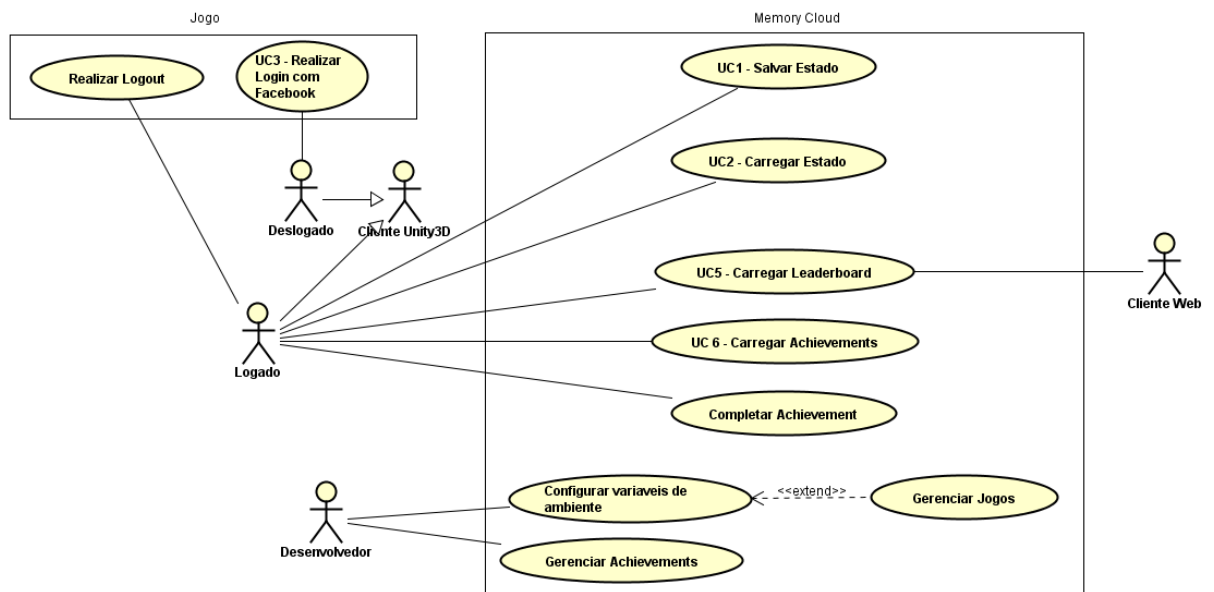 Jogo
Memory Cloud
Realizar Logout
UC3 - Realizar
Login com
Facebook
UC1 - Salvar Estado
UC2 - Carregar Estado
Deslogado
Cliente Unity3D
UC5 - Carregar Leaderboard
Cliente Web
UC 6 - Carregar Achievements
Logado
Completar Achievement
Configurar variaveis de
ambiente
<<extend>>
Gerenciar Jogos
Desenvolvedor
Gerenciar Achievements